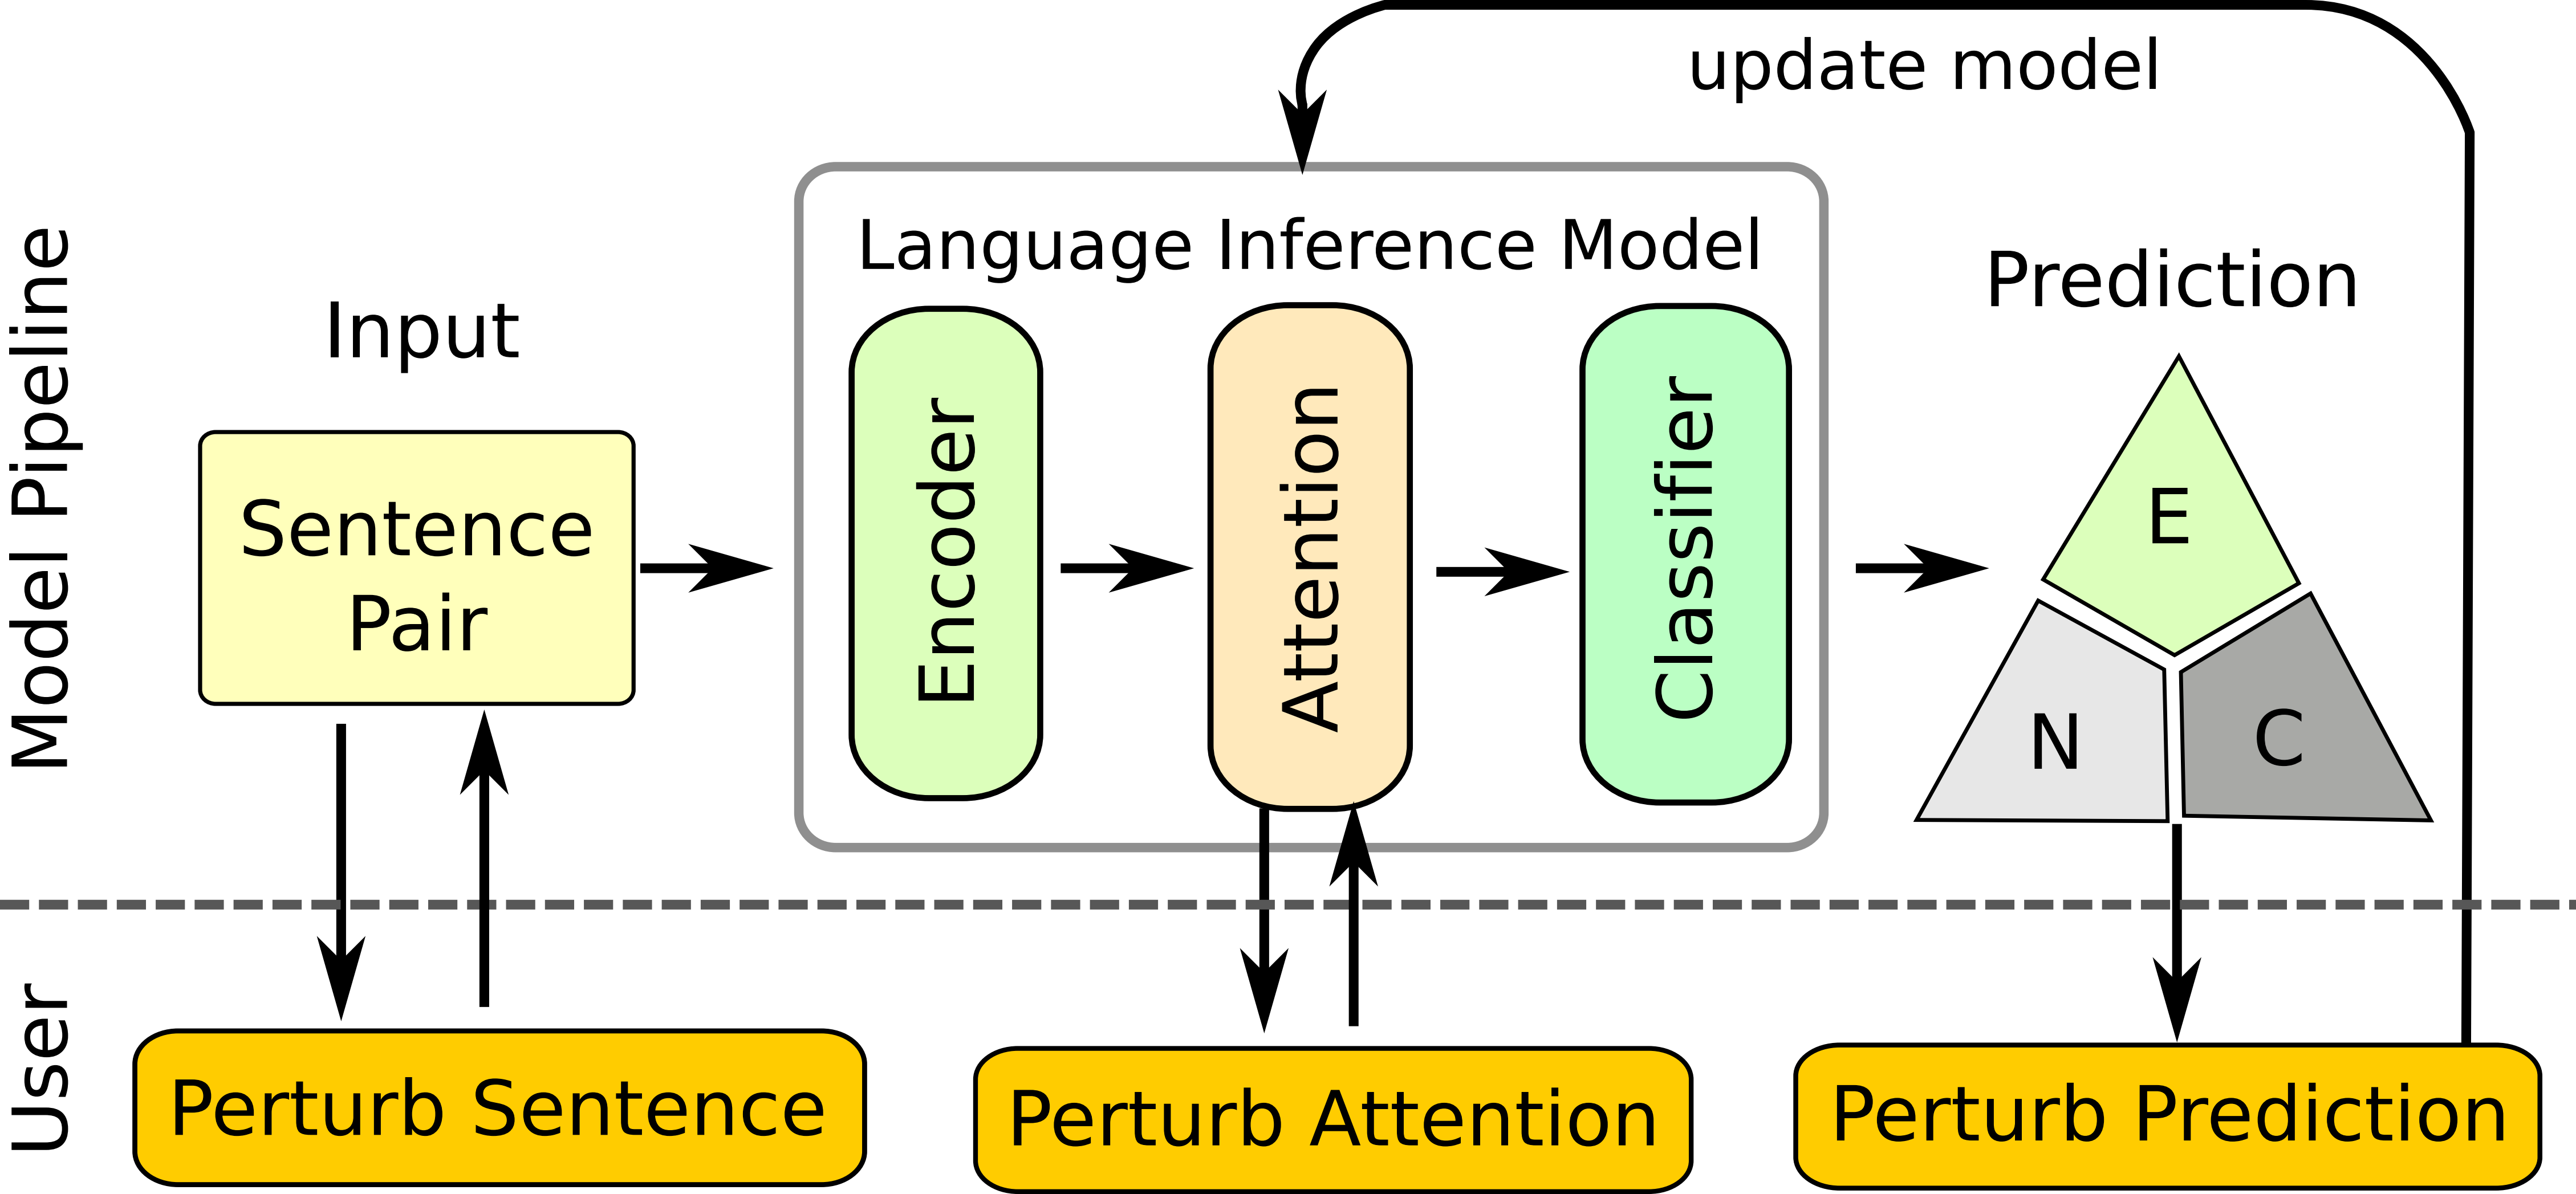 update model
Model Pipeline
Input
Sentence
Pair
Language Inference Model
Encoder
Attention
Classifier
Prediction
E
N
C
User
Perturb Sentence
Perturb Attention
Perturb Prediction